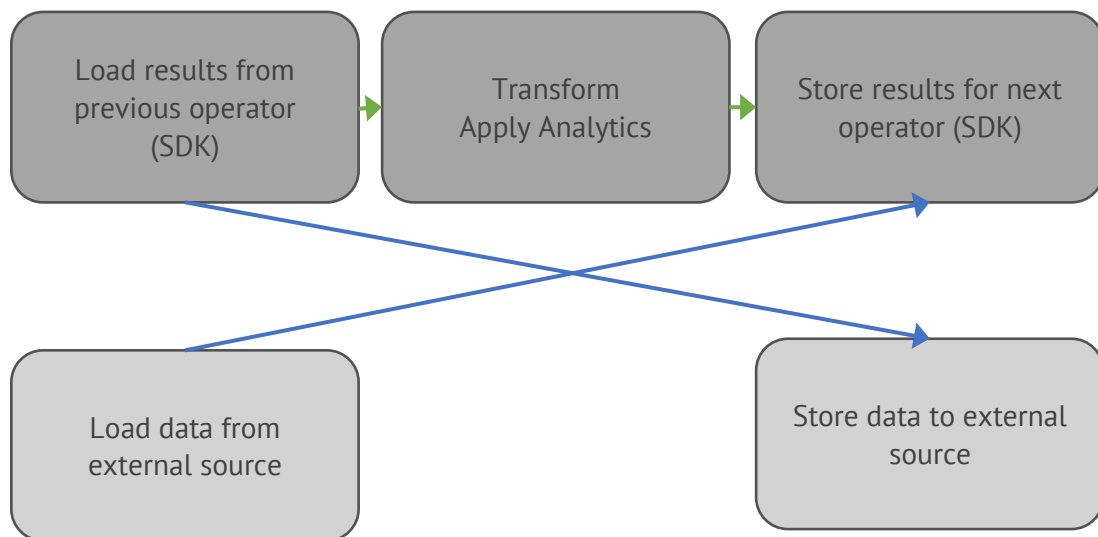 Load results from
previous operator
(SDK)
Transform
Apply Analytics
Store results for next
operator (SDK)
Load data from
external source
Store data to external
source